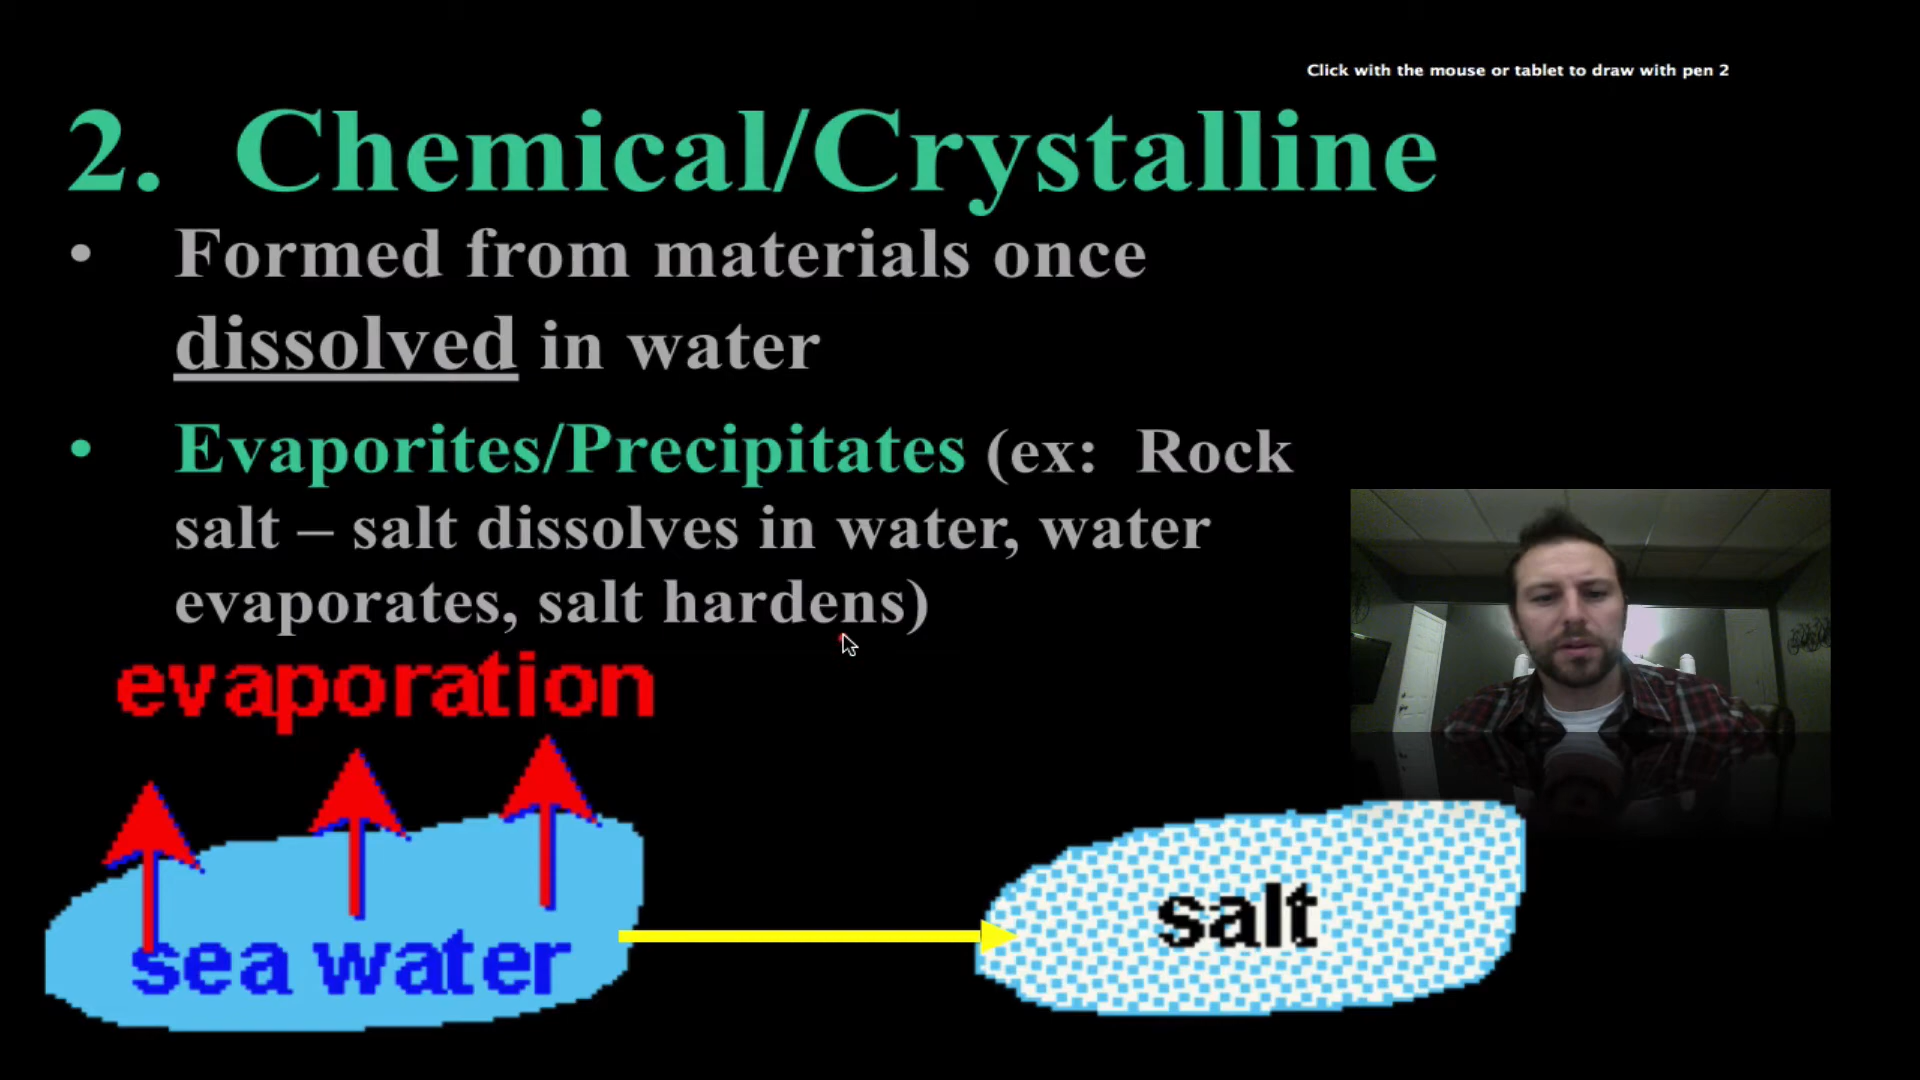 Click with the mouse or tablet to draw with pen 2
2. Chemical/Crystalline
• Formed from materials once
dissolved in water
• Evaporites/Precipitates (ex: Rock
salt – salt dissolves in water, water
evaporates, salt hardens)
evaporation
sea water
salt